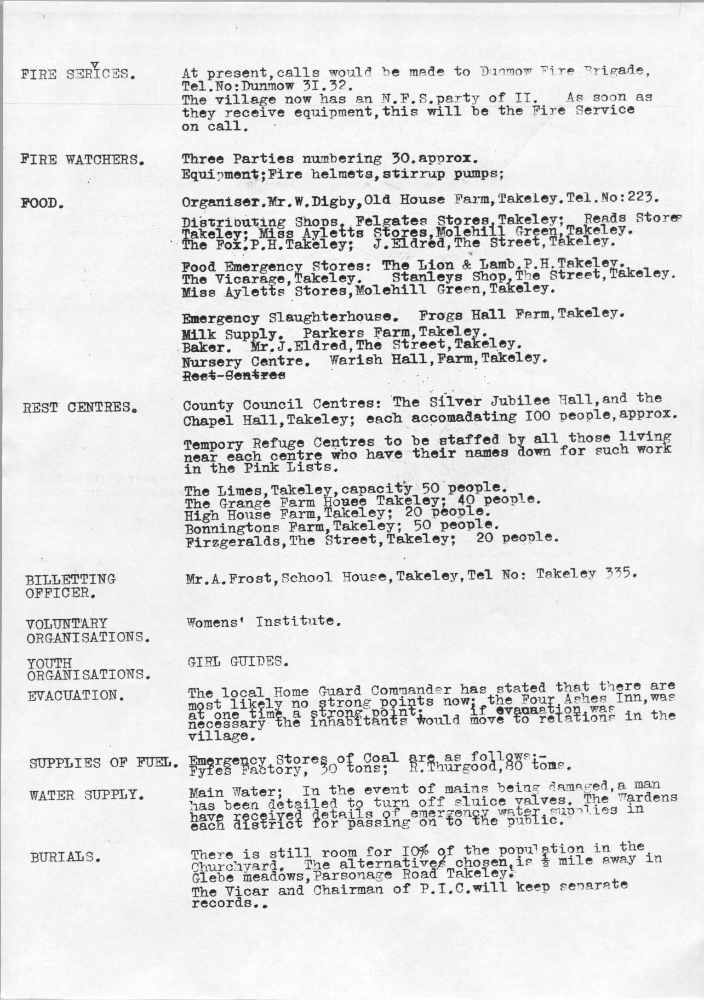 FIRE SERVICES. At present,calls would be made to Dunmow Fire Brigade,
Tel.No:Dunmow 3I.32.
The village now has an N.F.S.party of II. As soon as
they receive equipment,this will be the Fire Service
on call.
FIRE WATCHERS. Three Parties numbering 30.approx.
Equipment;Fire helmets,stirrup pumps;
FOOD. Organiser.Mr.W.Digby,Old House Farm,Takeley.Tel.No:223.
Distributing Shops. Felgates Stores,Takeley; Reads Store
Takeley; Miss Ayletts Stores,Molehill Green,Takeley.
The Fox.P.H.Takeley; J.Eldred,The Street,Takeley.
Food Emergency Stores: The Lion & Lamb.P.H.Takeley.
The Vicarage,Takeley. Stanleys Shop,The Street,Takeley.
Miss Ayletts Stores,Molehill Green,Takeley.
Emergency Slaughterhouse. Frogs Hall Farm,Takeley.
Milk Supply. Parkers Farm,Takeley.
Baker. Mr.J.Eldred,The Street,Takeley.
Nursery Centre. Warish Hall,Farm,Takeley.
Rest-Centres
REST CENTRES. County Council Centres: The Silver Jubilee Hall,and the
Chapel Hall,Takeley; each accomadating I00 people,approx.
Tempory Refuge Centres to be staffed by all those living
near each centre who have their names down for such work
in the Pink Lists.
The Limes,Takeley,capacity 50 people.
The Grange Farm House Takeley; 40 people.
High House Farm,Takeley; 20 people.
Bonningtons Farm,Takeley; 50 people.
Firzgeralds,The Street,Takeley; 20 people.
BILLETTING Mr.A.Frost,School House,Takeley,Tel No: Takeley 335.
OFFICER.
VOLUNTARY Womens' Institute.
ORGANISATIONS.
YOUTH GIRL GUIDES.
ORGANISATIONS.
EVACUATION. The local Home Guard Commander has stated that there are
most likely no strong points now; the Four Ashes Inn,was
at one time a strong point; if evacuation was
necessary the inhabitants would move to relations in the
village.
SUPPLIES OF FUEL. Emergency Stores of Coal are as follows:-
Fyfes Factory, 30 tons; R.Thurgood,80 tons.
WATER SUPPLY. Main Water; In the event of mains being damaged,a man
has been detailed to turn off sluice valves. The Wardens
have received details of emergency water supplies in
each district for passing on to the public.
BURIALS. There is still room for I0% of the population in the
Churchyard. The alternative chosen,is ½ mile away in
Glebe meadows,Parsonage Road Takeley.
The Vicar and Chairman of P.I.C.will keep separate
records..